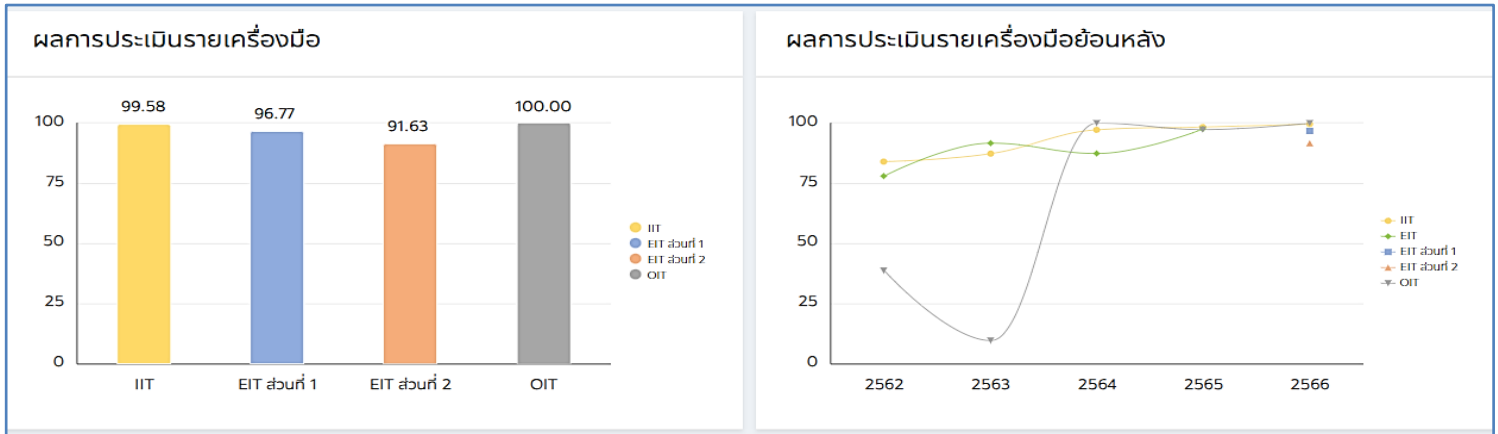 ผลการประเมินรายเครื่องมือ
99.58
96.77
91.63
100.00
100
75
50
25
0
IIT
EIT ส่วนที่ 1
EIT ส่วนที่ 2
OIT
IIT
EIT ส่วนที่ 1
EIT ส่วนที่ 2
OIT
ผลการประเมินรายเครื่องมือย้อนหลัง
100
75
50
25
0
2562
2563
2564
2565
2566
IIT
EIT
EIT ส่วนที่ 1
EIT ส่วนที่ 2
OIT